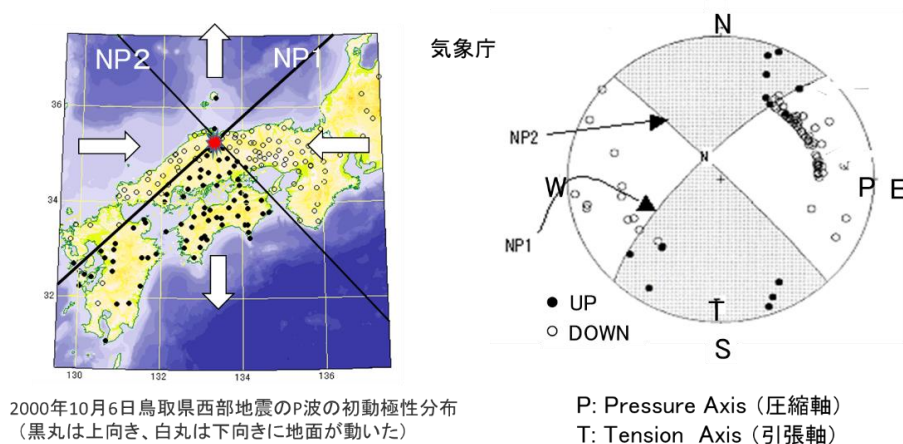 NP2
NP1
36
34
32
130
132
134
136
2000年10月6日鳥取県西部地震のP波の初動極性分布
（黒丸は上向き、白丸は下向きに地面が動いた）
気象庁
N
NP2
N
W
P
E
NP1
T
● UP
○ DOWN
S
P: Pressure Axis （圧縮軸）
T: Tension Axis （引張軸）